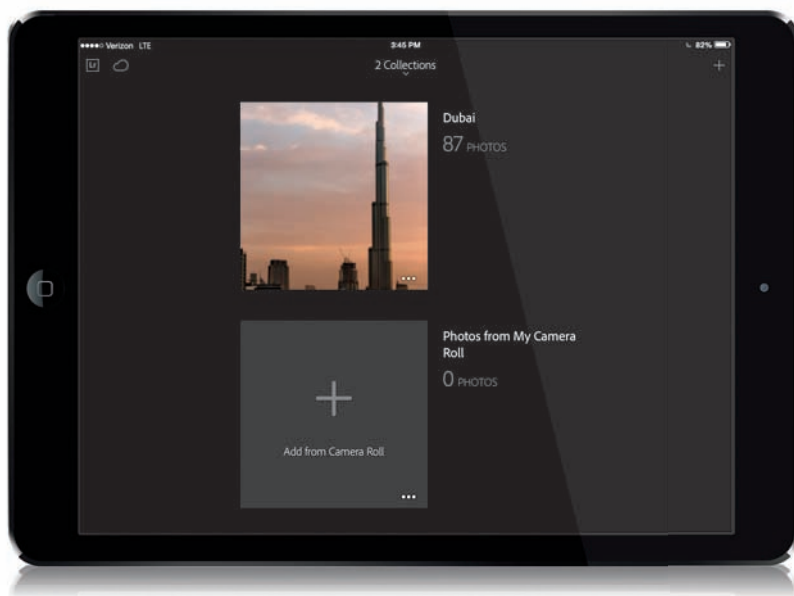 Verizon LTE
3:45 PM
82%
Lr
2 Collections
Dubai
87 PHOTOS
Photos from My Camera
Roll
0 PHOTOS
Add from Camera Roll